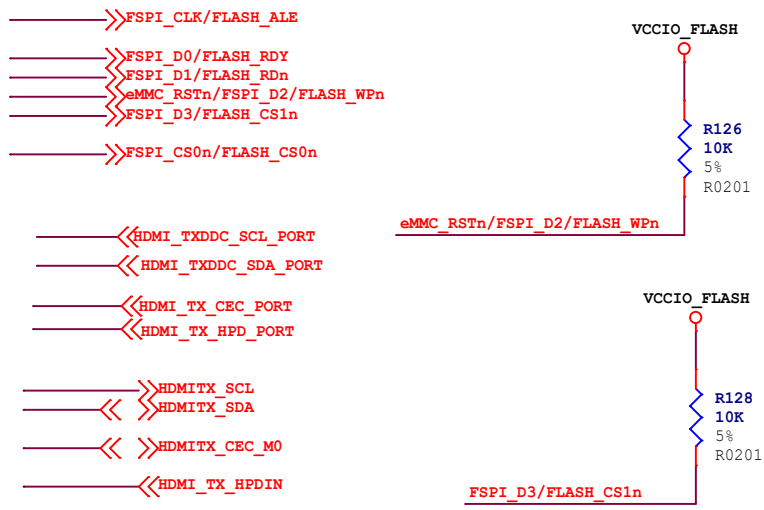 FSPI_CLK/FLASH_ALE
FSPI_D0/FLASH_RDY
FSPI_D1/FLASH_RDn
eMMC_RSTn/FSPI_D2/FLASH_WPn
FSPI_D3/FLASH_CS1n
FSPI_CS0n/FLASH_CS0n
HDMI_TXDDC_SCL_PORT
HDMI_TXDDC_SDA_PORT
HDMI_TX_CEC_PORT
HDMI_TX_HPD_PORT
HDMITX_SCL
HDMITX_SDA
HDMITX_CEC_M0
HDMI_TX_HPDIN
VCCIO_FLASH
R126
10K
5%
R0201
eMMC_RSTn/FSPI_D2/FLASH_WPn
VCCIO_FLASH
R128
10K
5%
R0201
FSPI_D3/FLASH_CS1n